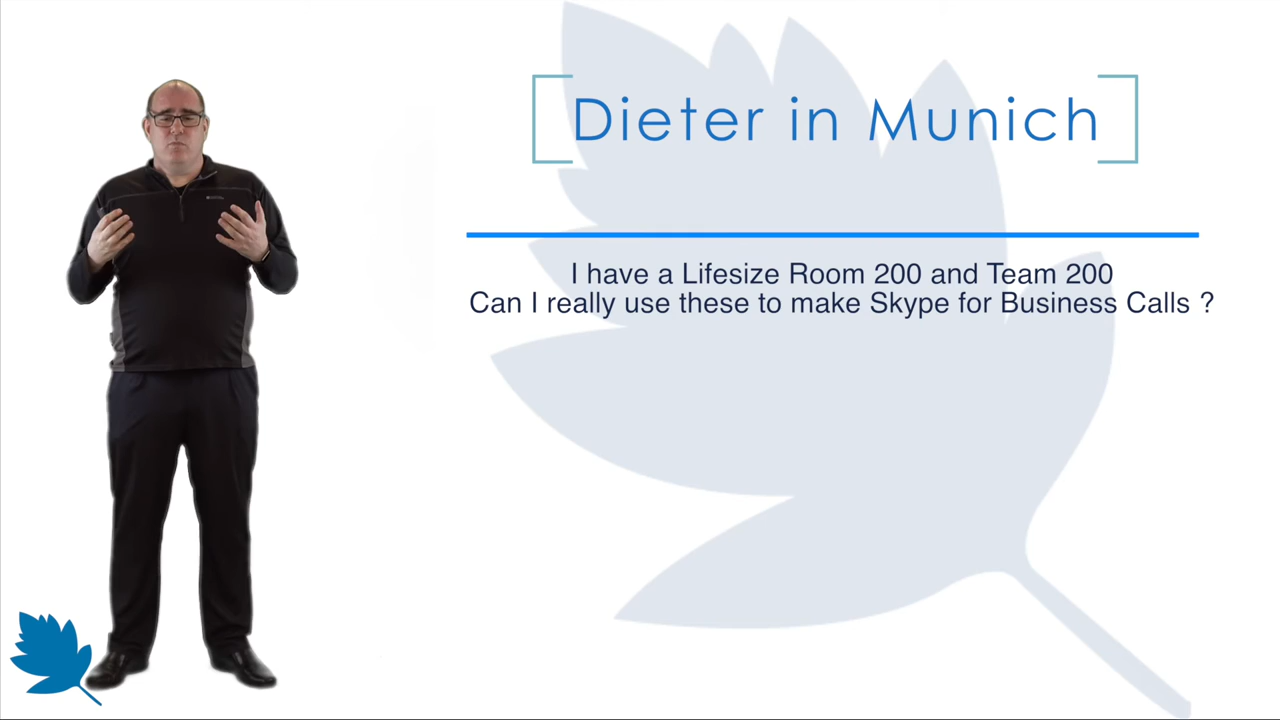 Dieter in Munich
I have a Lifesize Room 200 and Team 200
Can I really use these to make Skype for Business Calls ?